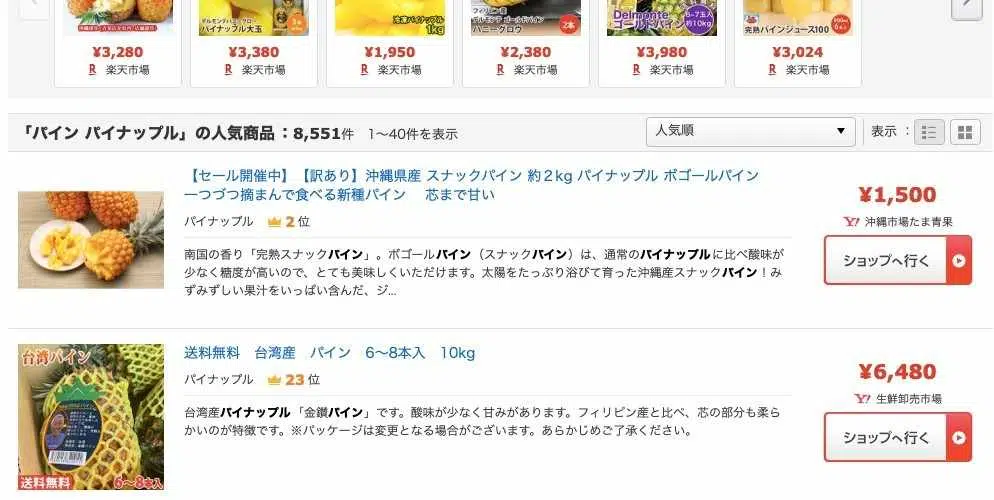 デルモンテ ハニーグロウ
パイナップル大玉
冷凍パイナップル
1kg
フィリピン産
デルモンテ ゴールドパイン
ハニーグロウ
2本
Delmonte
ゴールドパイン
6-7玉入
約10kg
完熟パインジュース100
¥3,280
¥3,380
¥1,950
¥2,380
¥3,980
¥3,024
R 楽天市場
R 楽天市場
R 楽天市場
R 楽天市場
R 楽天市場
R 楽天市場
「パイン パイナップル」の人気商品：8,551件 1〜40件を表示
人気順
表示 ：
【セール開催中】【訳あり】沖縄県産 スナックパイン 約２kg パイナップル ボゴールパイン
一つづつ摘まんで食べる新種パイン　芯まで甘い
パイナップル 2 位
南国の香り「完熟スナックパイン」。ボゴールパイン（スナックパイン）は、通常のパイナップルに比べ酸味が
少なく糖度が高いので、とても美味しくいただけます。太陽をたっぷり浴びて育った沖縄産スナックパイン！み
ずみずしい果汁をいっぱい含んだ、ジ...
¥1,500
Y! 沖縄市場たま青果
ショップへ行く
台湾パイン
送料無料
6〜8本入
送料無料　台湾産　パイン　6〜8本入　10kg
パイナップル 23 位
台湾産パイナップル「金鑚パイン」です。酸味が少なく甘みがあります。フィリピン産と比べ、芯の部分も柔ら
かいのが特徴です。※パッケージは変更となる場合がございます。あらかじめご了承ください。
¥6,480
Y! 生鮮卸売市場
ショップへ行く